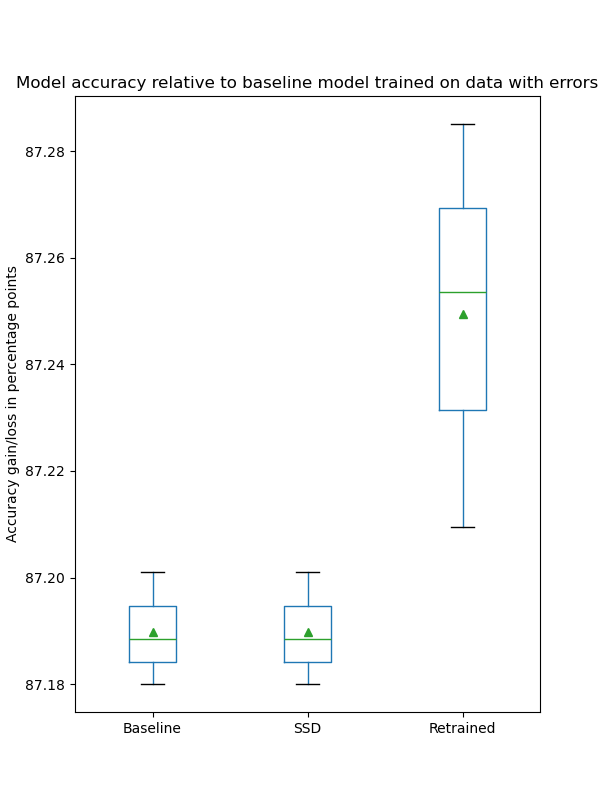 Model accuracy relative to baseline model trained on data with errors
Accuracy gain/loss in percentage points
87.28
87.26
87.24
87.22
87.20
87.18
Baseline
SSD
Retrained